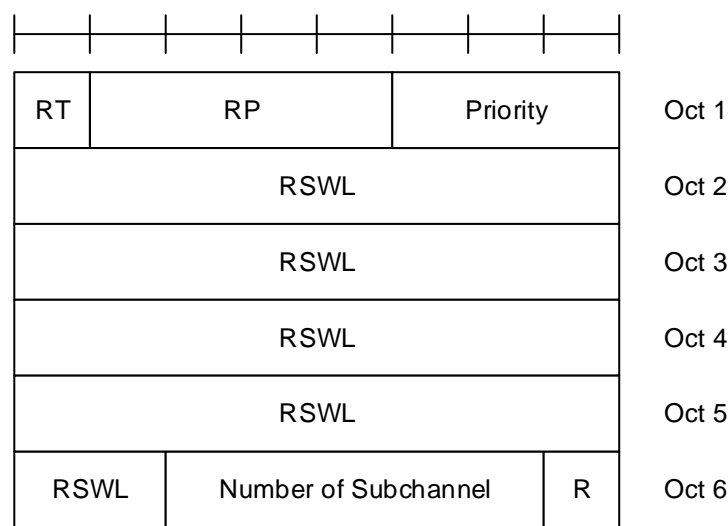 RT RP Priority Oct 1
RSWL Oct 2
RSWL Oct 3
RSWL Oct 4
RSWL Oct 5
RSWL Number of Subchannel R Oct 6